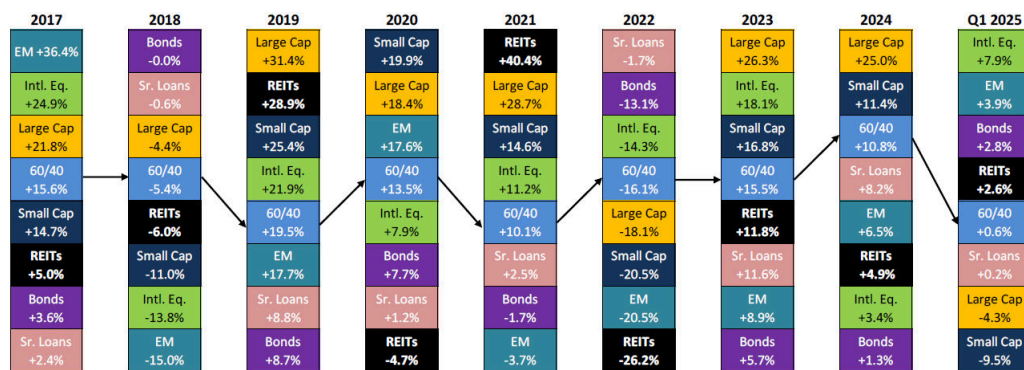 2017
EM +36.4%
Intl. Eq.
+24.9%
Large Cap
+21.8%
60/40
+15.6%
Small Cap
+14.7%
REITs
+5.0%
Bonds
+3.6%
Sr. Loans
+2.4%
2018
Bonds
-0.0%
Sr. Loans
-0.6%
Large Cap
-4.4%
60/40
-5.4%
REITs
-6.0%
Small Cap
-11.0%
Intl. Eq.
-13.8%
EM
-15.0%
2019
Large Cap
+31.4%
REITs
+28.9%
Small Cap
+25.4%
Intl. Eq.
+21.9%
60/40
+19.5%
EM
+17.7%
Sr. Loans
+8.8%
Bonds
+8.7%
2020
Small Cap
+19.9%
Large Cap
+18.4%
EM
+17.6%
60/40
+13.5%
Intl. Eq.
+7.9%
Bonds
+7.7%
Sr. Loans
+1.2%
REITs
-4.7%
2021
REITs
+40.4%
Large Cap
+28.7%
Small Cap
+14.6%
Intl. Eq.
+11.2%
60/40
+10.1%
Sr. Loans
+2.5%
Bonds
-1.7%
EM
-3.7%
2022
Sr. Loans
-1.7%
Bonds
-13.1%
Intl. Eq.
-14.3%
60/40
-16.1%
Large Cap
-18.1%
Small Cap
-20.5%
EM
-20.5%
REITs
-26.2%
2023
Large Cap
+26.3%
Intl. Eq.
+18.1%
Small Cap
+16.8%
60/40
+15.5%
REITs
+11.8%
Sr. Loans
+11.6%
EM
+8.9%
Bonds
+5.7%
2024
Large Cap
+25.0%
Small Cap
+11.4%
60/40
+10.8%
Sr. Loans
+8.2%
EM
+6.5%
REITs
+4.9%
Intl. Eq.
+3.4%
Bonds
+1.3%
Q1 2025
Intl. Eq.
+7.9%
EM
+3.9%
Bonds
+2.8%
REITs
+2.6%
60/40
+0.6%
Sr. Loans
+0.2%
Large Cap
-4.3%
Small Cap
-9.5%